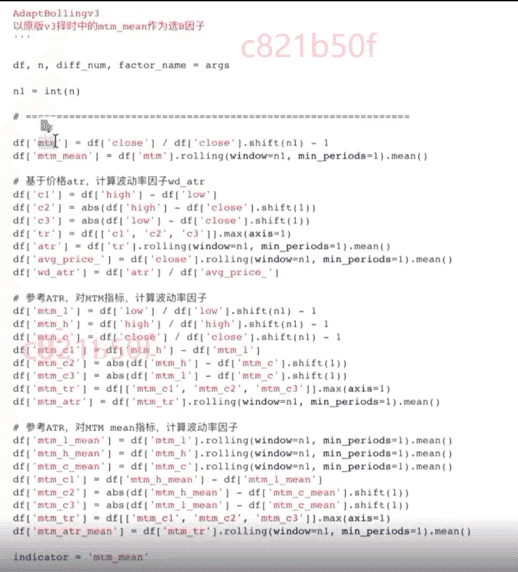 AdaptBollingv3
以原版v3择时中的mtm_mean作为选B因子
'''
c821b50f
df, n, diff_num, factor_name = args
n1 = int(n)
# ==============================================================
df['mtm'] = df['close'] / df['close'].shift(n1) - 1
df['mtm_mean'] = df['mtm'].rolling(window=n1, min_periods=1).mean()
# 基于价格atr，计算波动率因子wd_atr
df['c1'] = df['high'] - df['low']
df['c2'] = abs(df['high'] - df['close'].shift(1))
df['c3'] = abs(df['low'] - df['close'].shift(1))
df['tr'] = df[['c1', 'c2', 'c3']].max(axis=1)
df['atr'] = df['tr'].rolling(window=n1, min_periods=1).mean()
df['avg_price_'] = df['close'].rolling(window=n1, min_periods=1).mean()
df['wd_atr'] = df['atr'] / df['avg_price_']
# 参考ATR，对MTM指标，计算波动率因子
df['mtm_l'] = df['low'] / df['low'].shift(n1) - 1
df['mtm_h'] = df['high'] / df['high'].shift(n1) - 1
df['mtm_c'] = df['close'] / df['close'].shift(n1) - 1
df['mtm_c1'] = df['mtm_h'] - df['mtm_l']
c821b50f
df['mtm_c2'] = abs(df['mtm_h'] - df['mtm_c'].shift(1))
df['mtm_c3'] = abs(df['mtm_l'] - df['mtm_c'].shift(1))
df['mtm_tr'] = df[['mtm_c1', 'mtm_c2', 'mtm_c3']].max(axis=1)
df['mtm_atr'] = df['mtm_tr'].rolling(window=n1, min_periods=1).mean()
# 参考ATR，对MTM mean指标，计算波动率因子
df['mtm_l_mean'] = df['mtm_l'].rolling(window=n1, min_periods=1).mean()
df['mtm_h_mean'] = df['mtm_h'].rolling(window=n1, min_periods=1).mean()
df['mtm_c_mean'] = df['mtm_c'].rolling(window=n1, min_periods=1).mean()
df['mtm_c1'] = df['mtm_h_mean'] - df['mtm_l_mean']
df['mtm_c2'] = abs(df['mtm_h_mean'] - df['mtm_c_mean'].shift(1))
df['mtm_c3'] = abs(df['mtm_l_mean'] - df['mtm_c_mean'].shift(1))
df['mtm_tr'] = df[['mtm_c1', 'mtm_c2', 'mtm_c3']].max(axis=1)
df['mtm_atr_mean'] = df['mtm_tr'].rolling(window=n1, min_periods=1).mean()
indicator = 'mtm_mean'